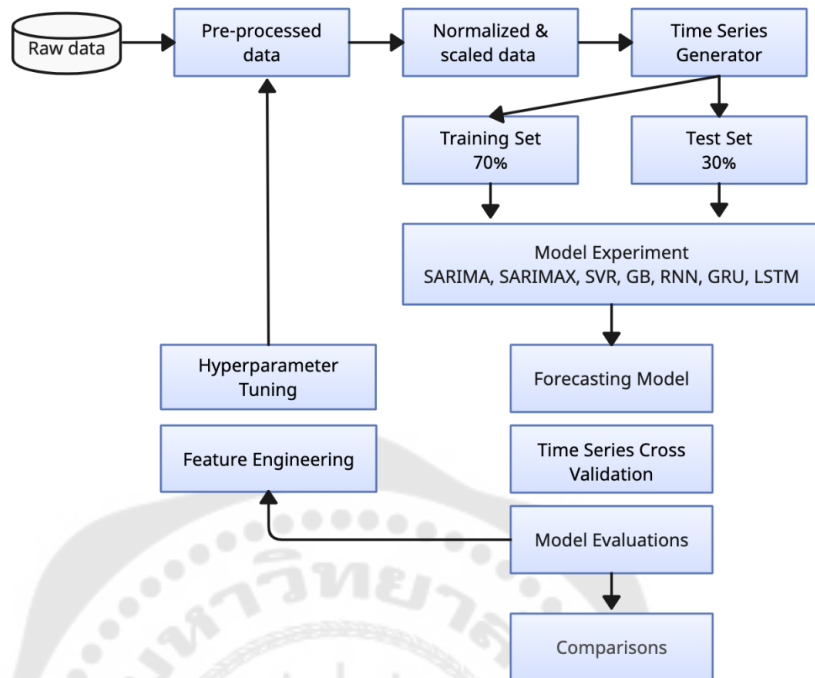 Raw data
Pre-processed
data
Normalized &
scaled data
Time Series
Generator
Training Set
70%
Test Set
30%
Model Experiment
SARIMA, SARIMAX, SVR, GB, RNN, GRU, LSTM
Hyperparameter
Tuning
Forecasting Model
Feature Engineering
Time Series Cross
Validation
Model Evaluations
Comparisons